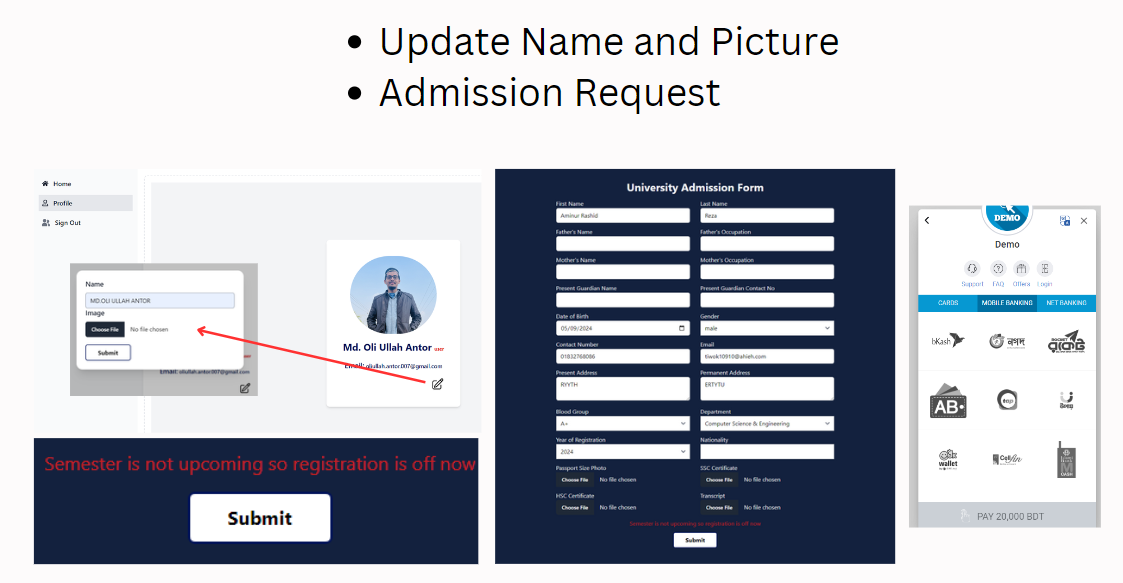 Update Name and Picture
Admission Request
Home
Profile
Sign Out
Name
MD.OLI ULLAH ANTOR
Image
Choose File No file chosen
Submit
Email: oliullah.antor007@gmail.com
Md. Oli Ullah Antor user
Email: oliullah.antor007@gmail.com
Semester is not upcoming so registration is off now
Submit
University Admission Form
First Name Last Name
Aminur Rashid Reza
Father's Name Father's Occupation
Mother's Name Mother's Occupation
Present Guardian Name Present Guardian Contact No
Date of Birth Gender
05/09/2024 male
Contact Number Email
01832768086 tiwok10910@ahieh.com
Present Address Permanent Address
RYYTH ERTYTU
Blood Group Department
A+ Computer Science & Engineering
Year of Registration Nationality
2024
Passport Size Photo SSC Certificate
Choose File No file chosen Choose File No file chosen
HSC Certificate Transcript
Choose File No file chosen Choose File No file chosen
Semester is not upcoming so registration is off now
Submit
DEMO
Demo
Support FAQ Offers Login
CARDS MOBILE BANKING NET BANKING
bKash নগদ ROCKET
AB
wallet Cellfin CASH
PAY 20,000 BDT